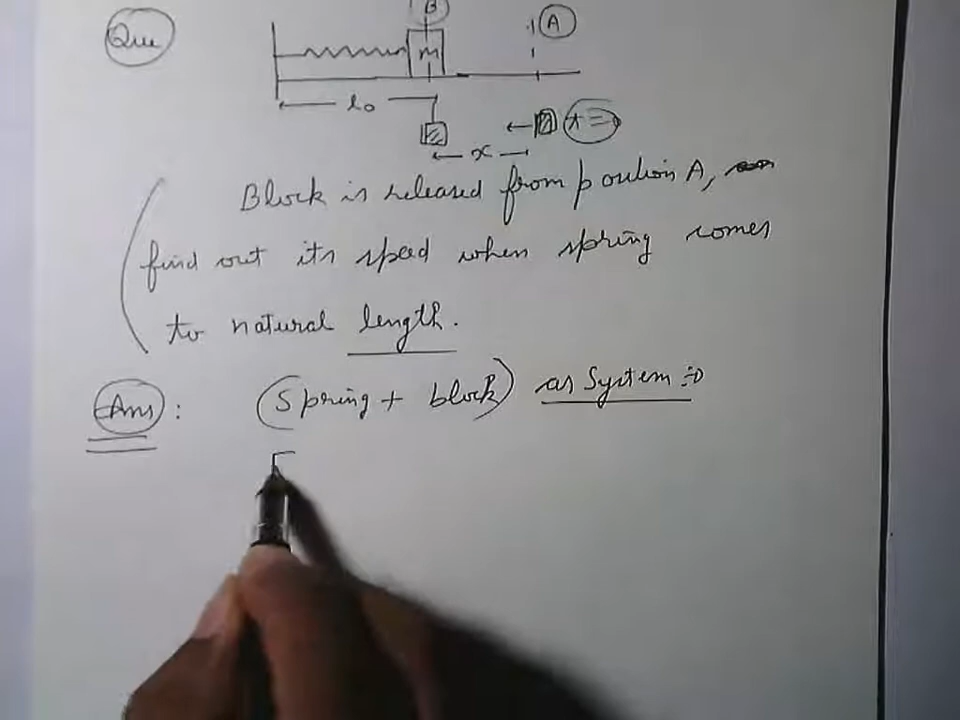 Que
B
A
m
l₀
x
Block is released from position A,
find out its speed when spring comes
to natural length.
Ans : (Spring + block) as System :→